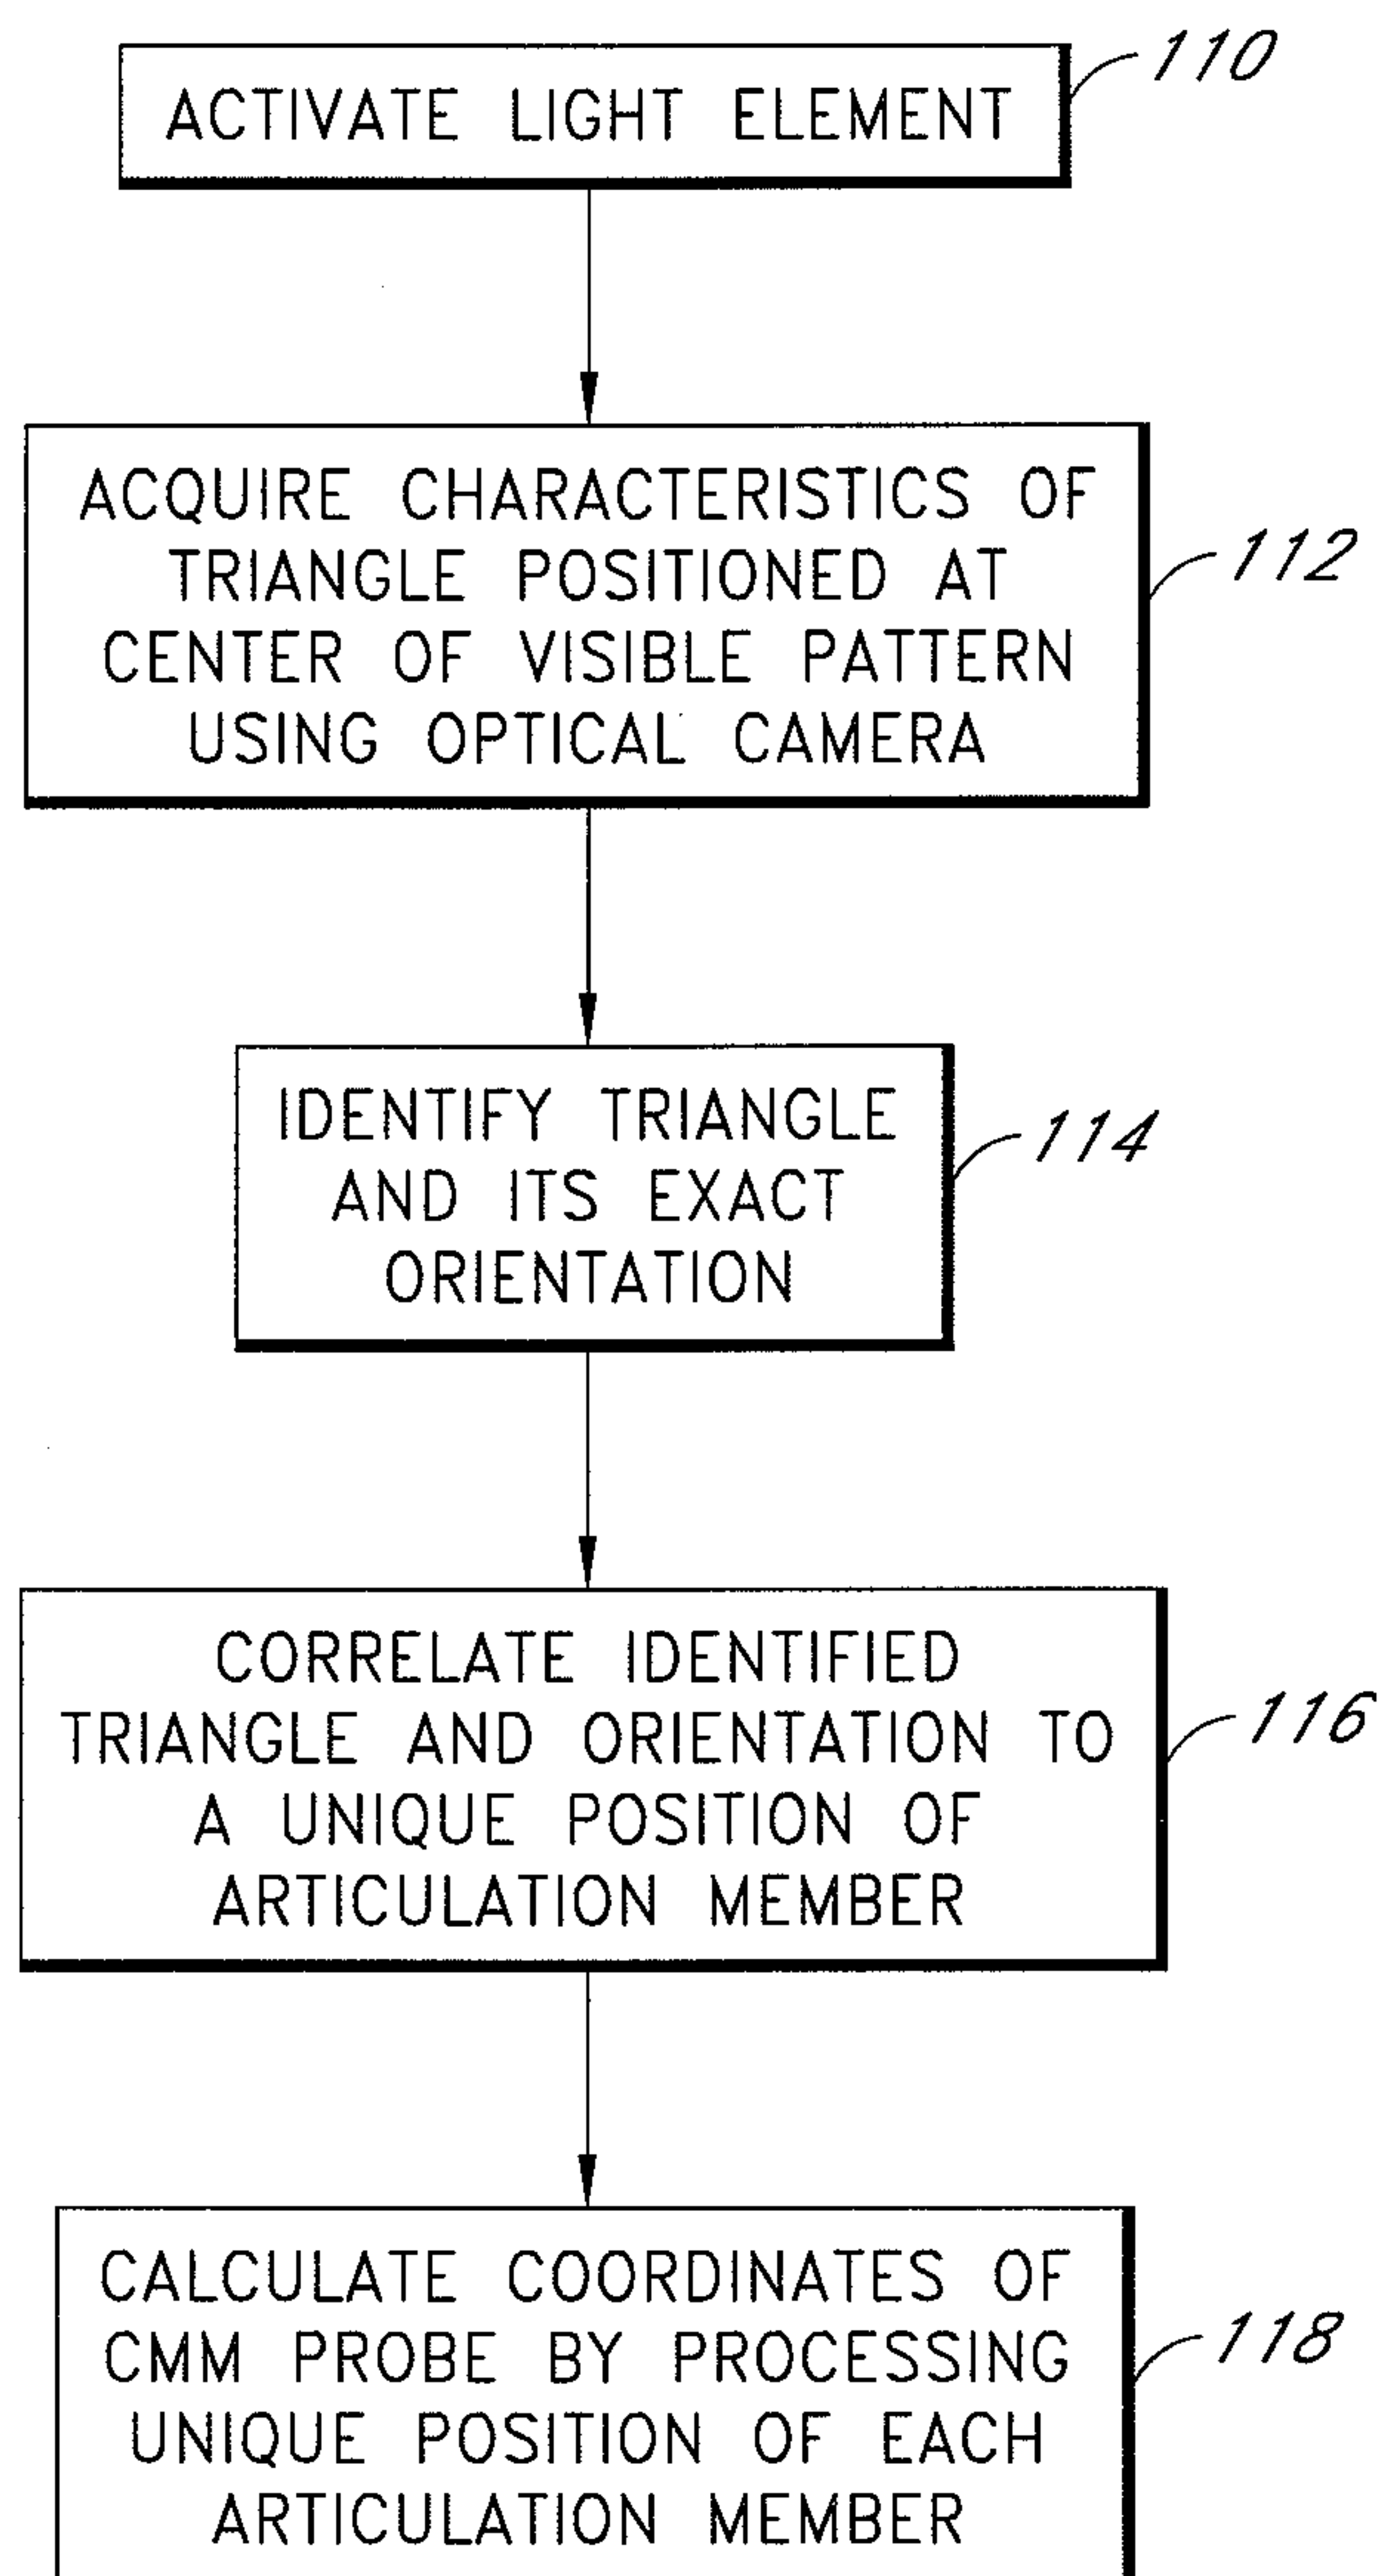 ACTIVATE LIGHT ELEMENT
110
ACQUIRE CHARACTERISTICS OF
TRIANGLE POSITIONED AT
CENTER OF VISIBLE PATTERN
USING OPTICAL CAMERA
112
IDENTIFY TRIANGLE
AND ITS EXACT
ORIENTATION
114
CORRELATE IDENTIFIED
TRIANGLE AND ORIENTATION TO
A UNIQUE POSITION OF
ARTICULATION MEMBER
116
CALCULATE COORDINATES OF
CMM PROBE BY PROCESSING
UNIQUE POSITION OF EACH
ARTICULATION MEMBER
118